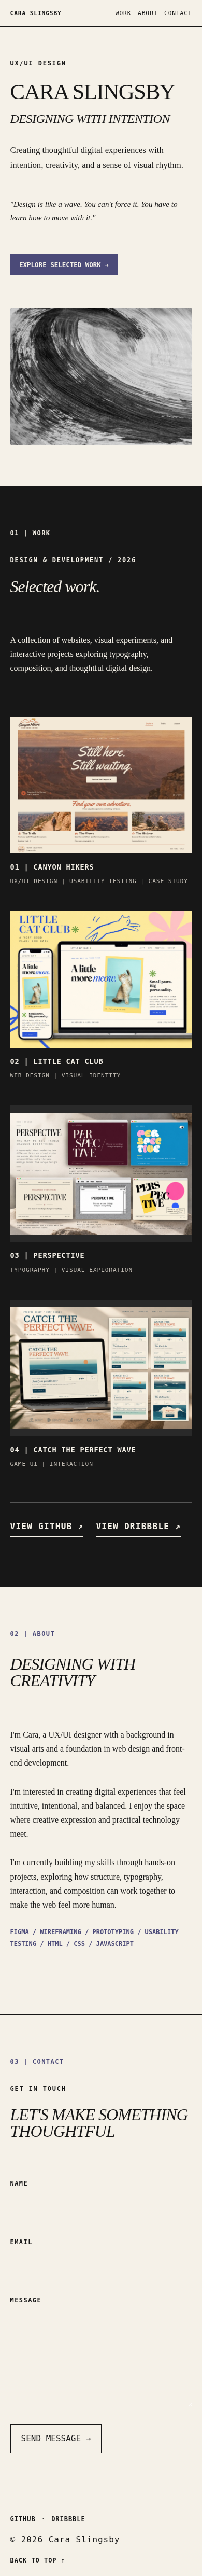 CARA SLINGSBY
WORK ABOUT CONTACT
UX/UI DESIGN
CARA SLINGSBY
DESIGNING WITH INTENTION
Creating thoughtful digital experiences with
intention, creativity, and a sense of visual rhythm.
"Design is like a wave. You can't force it. You have to
learn how to move with it."
EXPLORE SELECTED WORK →
01 | WORK
DESIGN & DEVELOPMENT / 2026
Selected work.
A collection of websites, visual experiments, and
interactive projects exploring typography,
composition, and thoughtful digital design.
Still here.
Still waiting.
Find your own adventure.
01 | CANYON HIKERS
UX/UI DESIGN | USABILITY TESTING | CASE STUDY
LITTLE
CAT CLUB
A little
more meow.
Small paws.
Big
personality.
02 | LITTLE CAT CLUB
WEB DESIGN | VISUAL IDENTITY
PERSPECTIVE
PERSPECTIVE
PERSPECTIVE
03 | PERSPECTIVE
TYPOGRAPHY | VISUAL EXPLORATION
CATCH THE
PERFECT WAVE.
CATCH THE PERFECT WAVE.
04 | CATCH THE PERFECT WAVE
GAME UI | INTERACTION
VIEW GITHUB ↗ VIEW DRIBBBLE ↗
02 | ABOUT
DESIGNING WITH
CREATIVITY
I'm Cara, a UX/UI designer with a background in
visual arts and a foundation in web design and front-
end development.
I'm interested in creating digital experiences that feel
intuitive, intentional, and balanced. I enjoy the space
where creative expression and practical technology
meet.
I'm currently building my skills through hands-on
projects, exploring how structure, typography,
interaction, and composition can work together to
make the web feel more human.
FIGMA / WIREFRAMING / PROTOTYPING / USABILITY
TESTING / HTML / CSS / JAVASCRIPT
03 | CONTACT
GET IN TOUCH
LET'S MAKE SOMETHING
THOUGHTFUL
NAME
EMAIL
MESSAGE
SEND MESSAGE →
GITHUB · DRIBBBLE
© 2026 Cara Slingsby
BACK TO TOP ↑